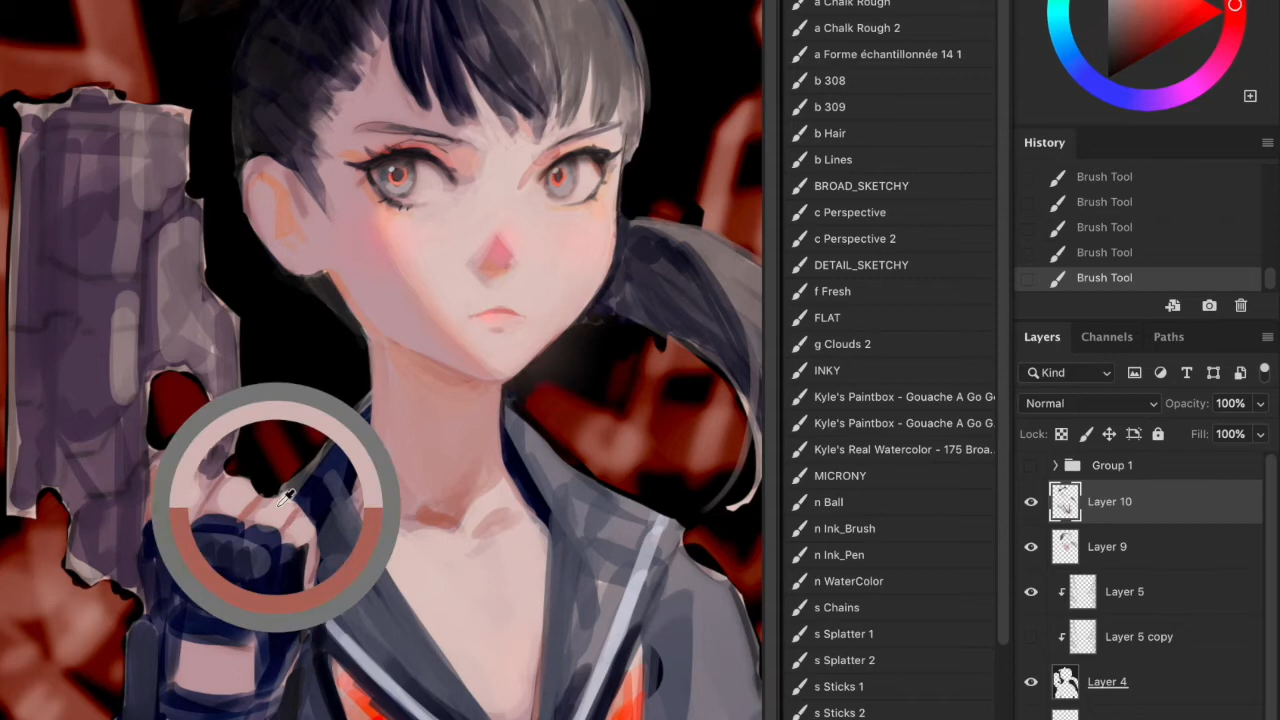 a Chalk Rough
a Chalk Rough 2
a Forme échantillonnée 14 1
b 308
b 309
b Hair
b Lines
BROAD_SKETCHY
c Perspective
c Perspective 2
DETAIL_SKETCHY
f Fresh
FLAT
g Clouds 2
INKY
Kyle's Paintbox - Gouache A Go G
Kyle's Paintbox - Gouache A Go G.
Kyle's Real Watercolor - 175 Broa...
MICRONY
n Ball
n Ink_Brush
n Ink_Pen
n WaterColor
s Chains
s Splatter 1
s Splatter 2
s Sticks 1
s Sticks 2
History
Brush Tool
Brush Tool
Brush Tool
Brush Tool
Brush Tool
Layers Channels Paths
Kind
Normal Opacity: 100%
Lock: Fill: 100%
Group 1
Layer 10
Layer 9
Layer 5
Layer 5 copy
Layer 4